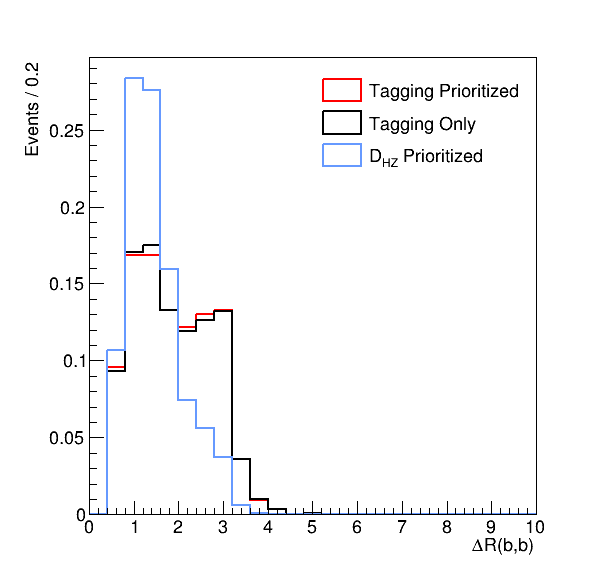 Events / 0.2
Tagging Prioritized
Tagging Only
D_HZ Prioritized
0.25
0.2
0.15
0.1
0.05
0
0 1 2 3 4 5 6 7 8 9 10
ΔR(b,b)